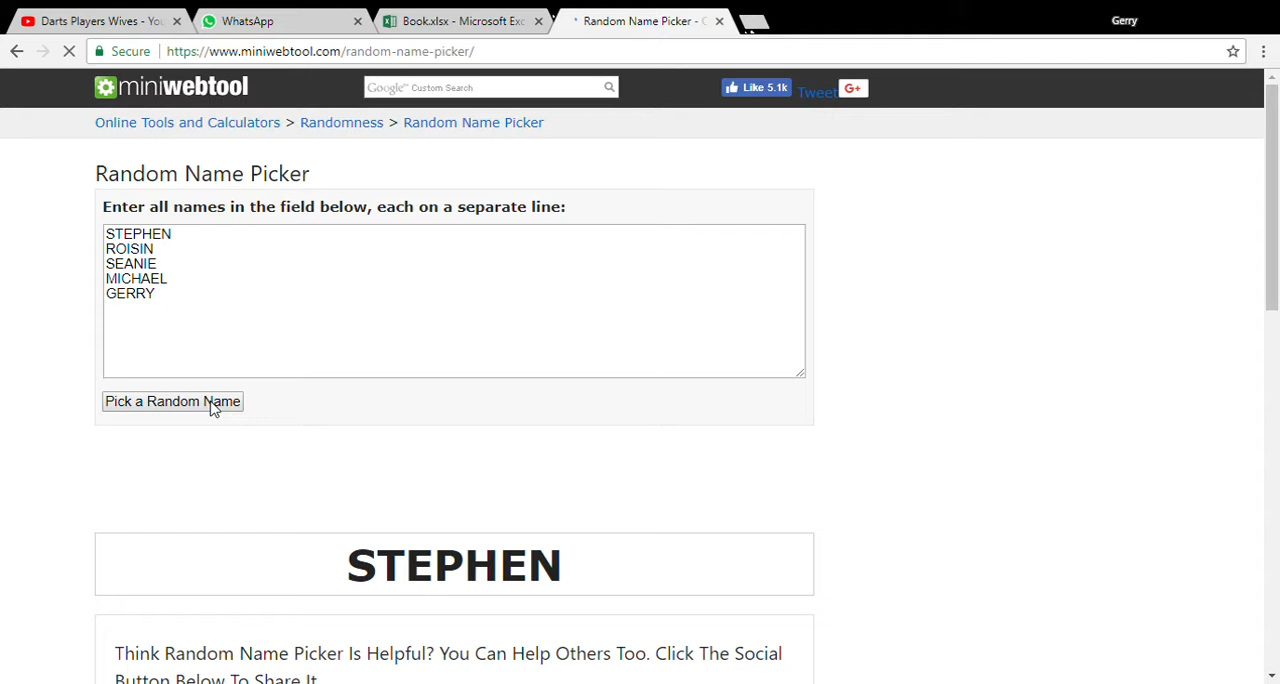 Darts Players Wives - You
WhatsApp
Book.xlsx - Microsoft Exc
Random Name Picker - C
Gerry
Secure
https://www.miniwebtool.com/random-name-picker/
miniwebtool
Google™ Custom Search
Like 5.1k
Tweet
G+
Online Tools and Calculators > Randomness > Random Name Picker
Random Name Picker
Enter all names in the field below, each on a separate line:
STEPHEN
ROISIN
SEANIE
MICHAEL
GERRY
Pick a Random Name
STEPHEN
Think Random Name Picker Is Helpful? You Can Help Others Too. Click The Social
Button Below To Share It